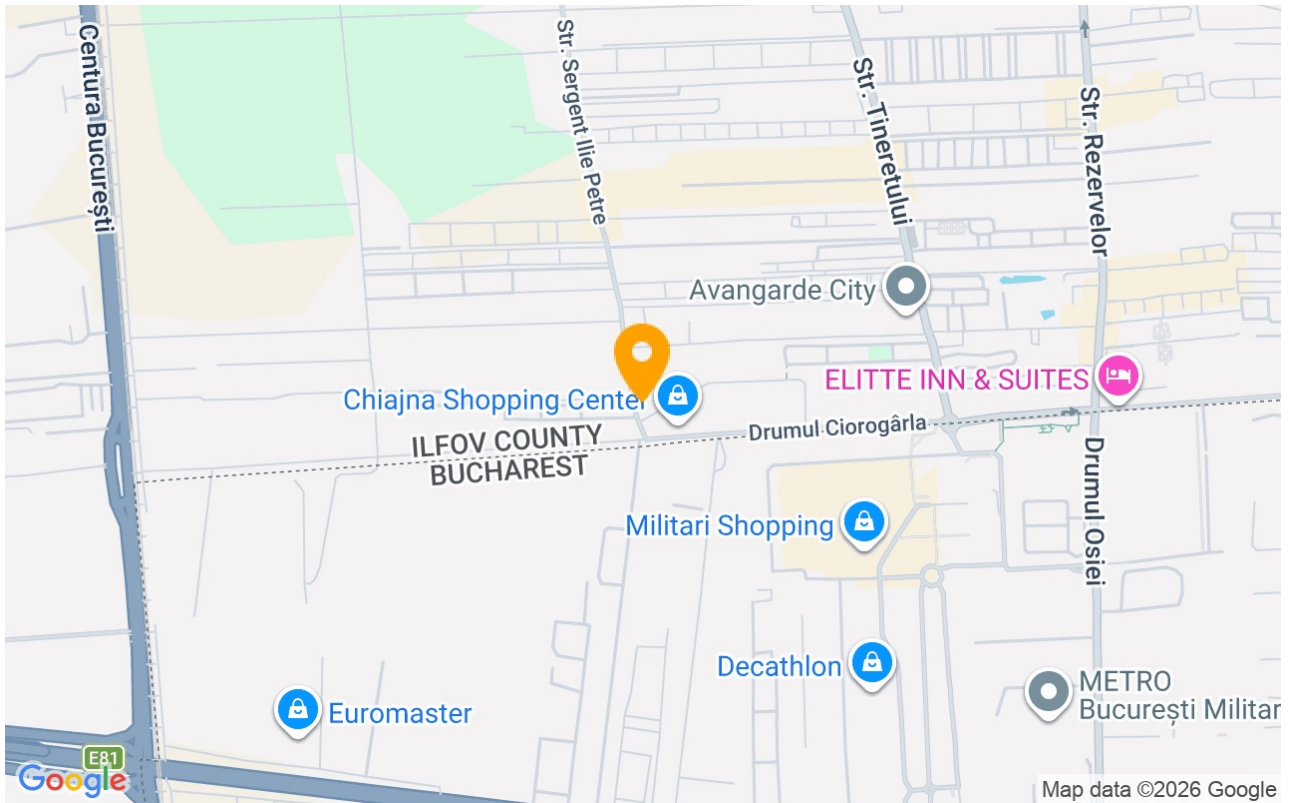 Centura București
Str. Sergent Ilie Petre
Str. Tineretului
Str. Rezervelor
Avangarde City
ELITTE INN & SUITES
Chiajna Shopping Center
Drumul Ciorogârla
ILFOV COUNTY
BUCHAREST
Drumul Osiei
Militari Shopping
Decathlon
METRO
București Militar
Euromaster
E81
Google
Map data ©2026 Google